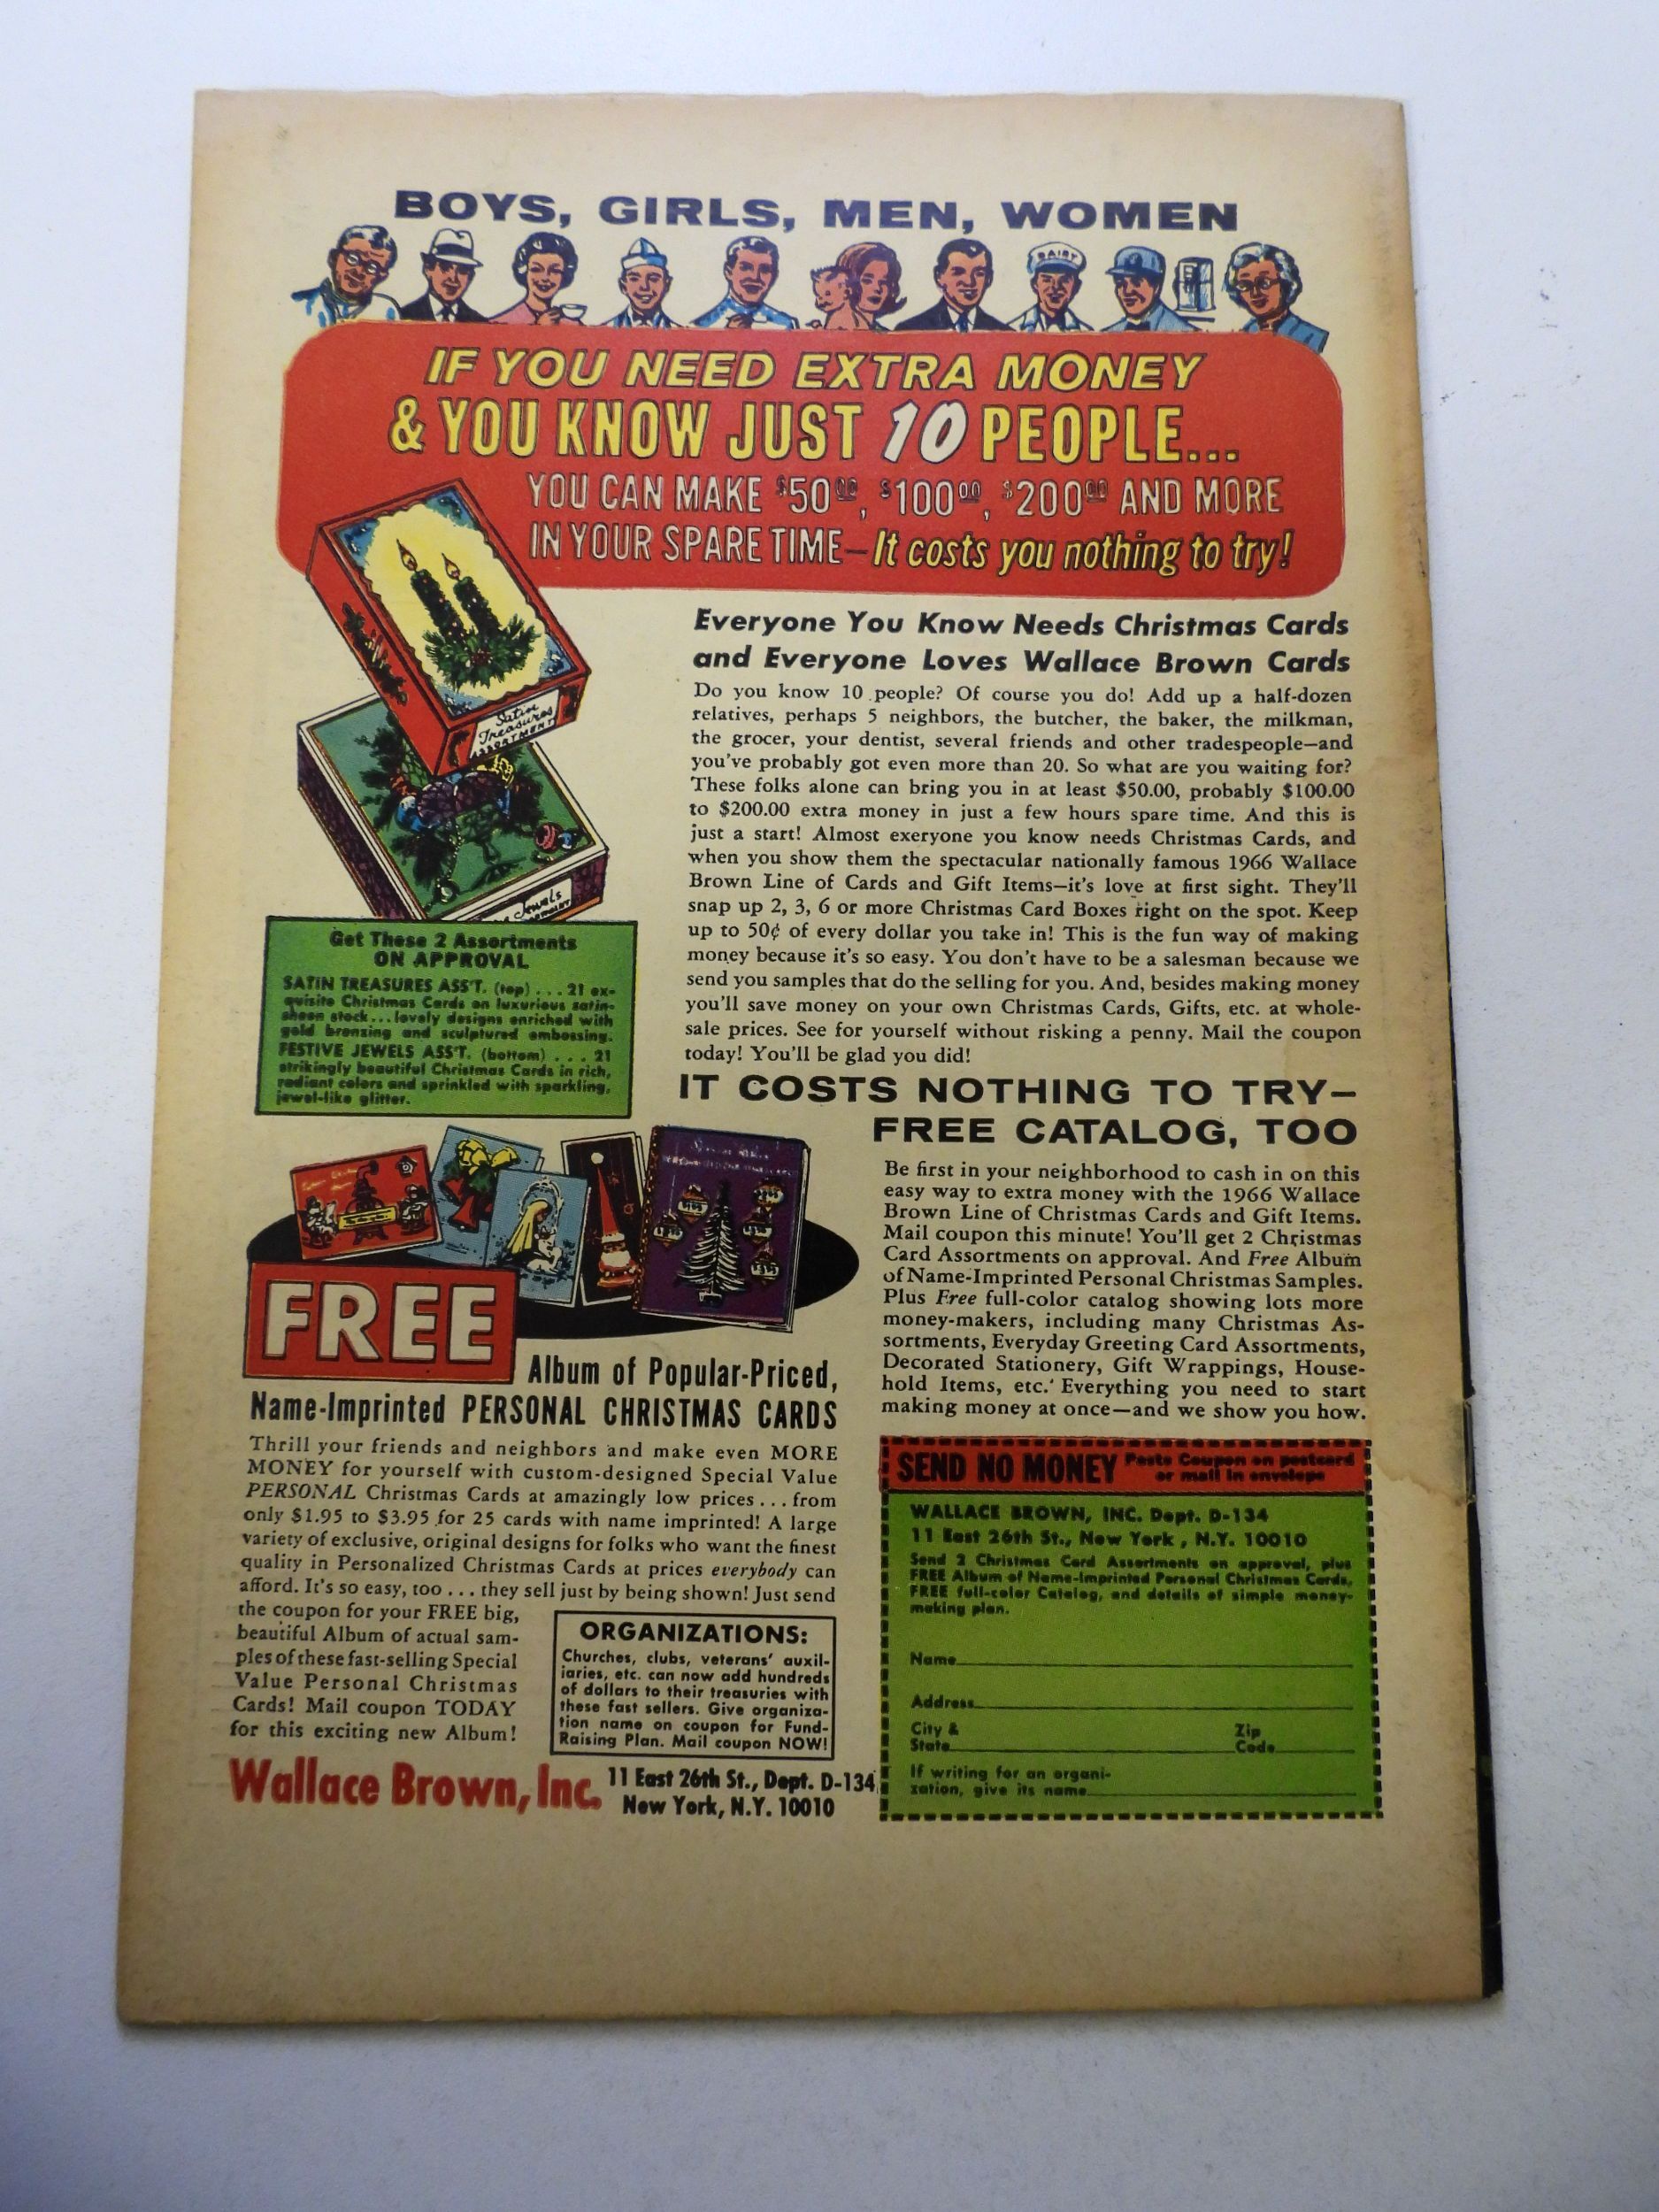 BOYS, GIRLS, MEN, WOMEN
DAIRY
IF YOU NEED EXTRA MONEY
& YOU KNOW JUST 10 PEOPLE...
YOU CAN MAKE $50.00, $100.00, $200.00 AND MORE
IN YOUR SPARE TIME—It costs you nothing to try!
Satin
Treasures
ASSORTMENT
Jewels
Get These 2 Assortments
ON APPROVAL
SATIN TREASURES ASS'T. (top) . . . 21 ex-
quisite Christmas Cards on luxurious satin-
sheen stock...lovely designs enriched with
gold bronzing and sculptured embossing.
FESTIVE JEWELS ASS'T. (bottom) . . . 21
strikingly beautiful Christmas Cards in rich,
radiant colors and sprinkled with sparkling,
jewel-like glitter.
Everyone You Know Needs Christmas Cards
and Everyone Loves Wallace Brown Cards
Do you know 10 people? Of course you do! Add up a half-dozen
relatives, perhaps 5 neighbors, the butcher, the baker, the milkman,
the grocer, your dentist, several friends and other tradespeople—and
you've probably got even more than 20. So what are you waiting for?
These folks alone can bring you in at least $50.00, probably $100.00
to $200.00 extra money in just a few hours spare time. And this is
just a start! Almost exeryone you know needs Christmas Cards, and
when you show them the spectacular nationally famous 1966 Wallace
Brown Line of Cards and Gift Items—it's love at first sight. They'll
snap up 2, 3, 6 or more Christmas Card Boxes right on the spot. Keep
up to 50¢ of every dollar you take in! This is the fun way of making
money because it's so easy. You don't have to be a salesman because we
send you samples that do the selling for you. And, besides making money
you'll save money on your own Christmas Cards, Gifts, etc. at whole-
sale prices. See for yourself without risking a penny. Mail the coupon
today! You'll be glad you did!
IT COSTS NOTHING TO TRY—
FREE CATALOG, TOO
Be first in your neighborhood to cash in on this
easy way to extra money with the 1966 Wallace
Brown Line of Christmas Cards and Gift Items.
Mail coupon this minute! You'll get 2 Christmas
Card Assortments on approval. And Free Album
of Name-Imprinted Personal Christmas Samples.
Plus Free full-color catalog showing lots more
money-makers, including many Christmas As-
sortments, Everyday Greeting Card Assortments,
Decorated Stationery, Gift Wrappings, House-
hold Items, etc. Everything you need to start
making money at once—and we show you how.
FREE
Album of Popular-Priced,
Name-Imprinted PERSONAL CHRISTMAS CARDS
Thrill your friends and neighbors and make even MORE
MONEY for yourself with custom-designed Special Value
PERSONAL Christmas Cards at amazingly low prices...from
only $1.95 to $3.95 for 25 cards with name imprinted! A large
variety of exclusive, original designs for folks who want the finest
quality in Personalized Christmas Cards at prices everybody can
afford. It's so easy, too . . . they sell just by being shown! Just send
the coupon for your FREE big,
beautiful Album of actual sam-
ples of these fast-selling Special
Value Personal Christmas
Cards! Mail coupon TODAY
for this exciting new Album!
ORGANIZATIONS:
Churches, clubs, veterans' auxil-
iaries, etc. can now add hundreds
of dollars to their treasuries with
these fast sellers. Give organiza-
tion name on coupon for Fund-
Raising Plan. Mail coupon NOW!
Wallace Brown, Inc. 11 East 26th St., Dept. D-134
New York, N.Y. 10010
SEND NO MONEY Paste Coupon on postcard
or mail in envelope
WALLACE BROWN, INC. Dept. D-134
11 East 26th St., New York , N.Y. 10010
Send 2 Christmas Card Assortments on approval, plus
FREE Album of Name-Imprinted Personal Christmas Cards,
FREE full-color Catalog, and details of simple money-
making plan.
Name
Address
City &
State
Zip
Code
If writing for an organi-
zation, give its name